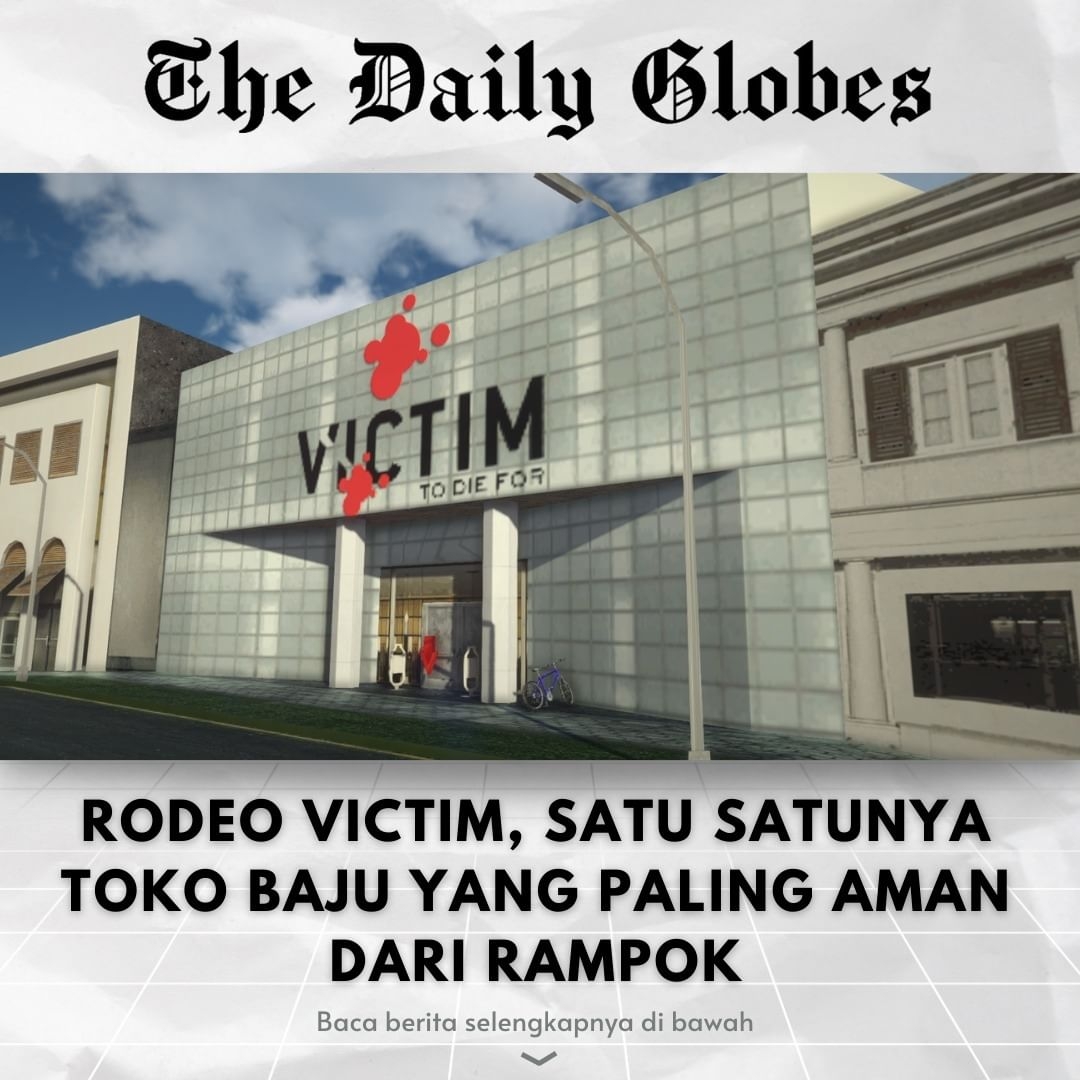 The Daily Globes
VICTIM
TO DIE FOR
RODEO VICTIM, SATU SATUNYA
TOKO BAJU YANG PALING AMAN
DARI RAMPOK
Baca berita selengkapnya di bawah